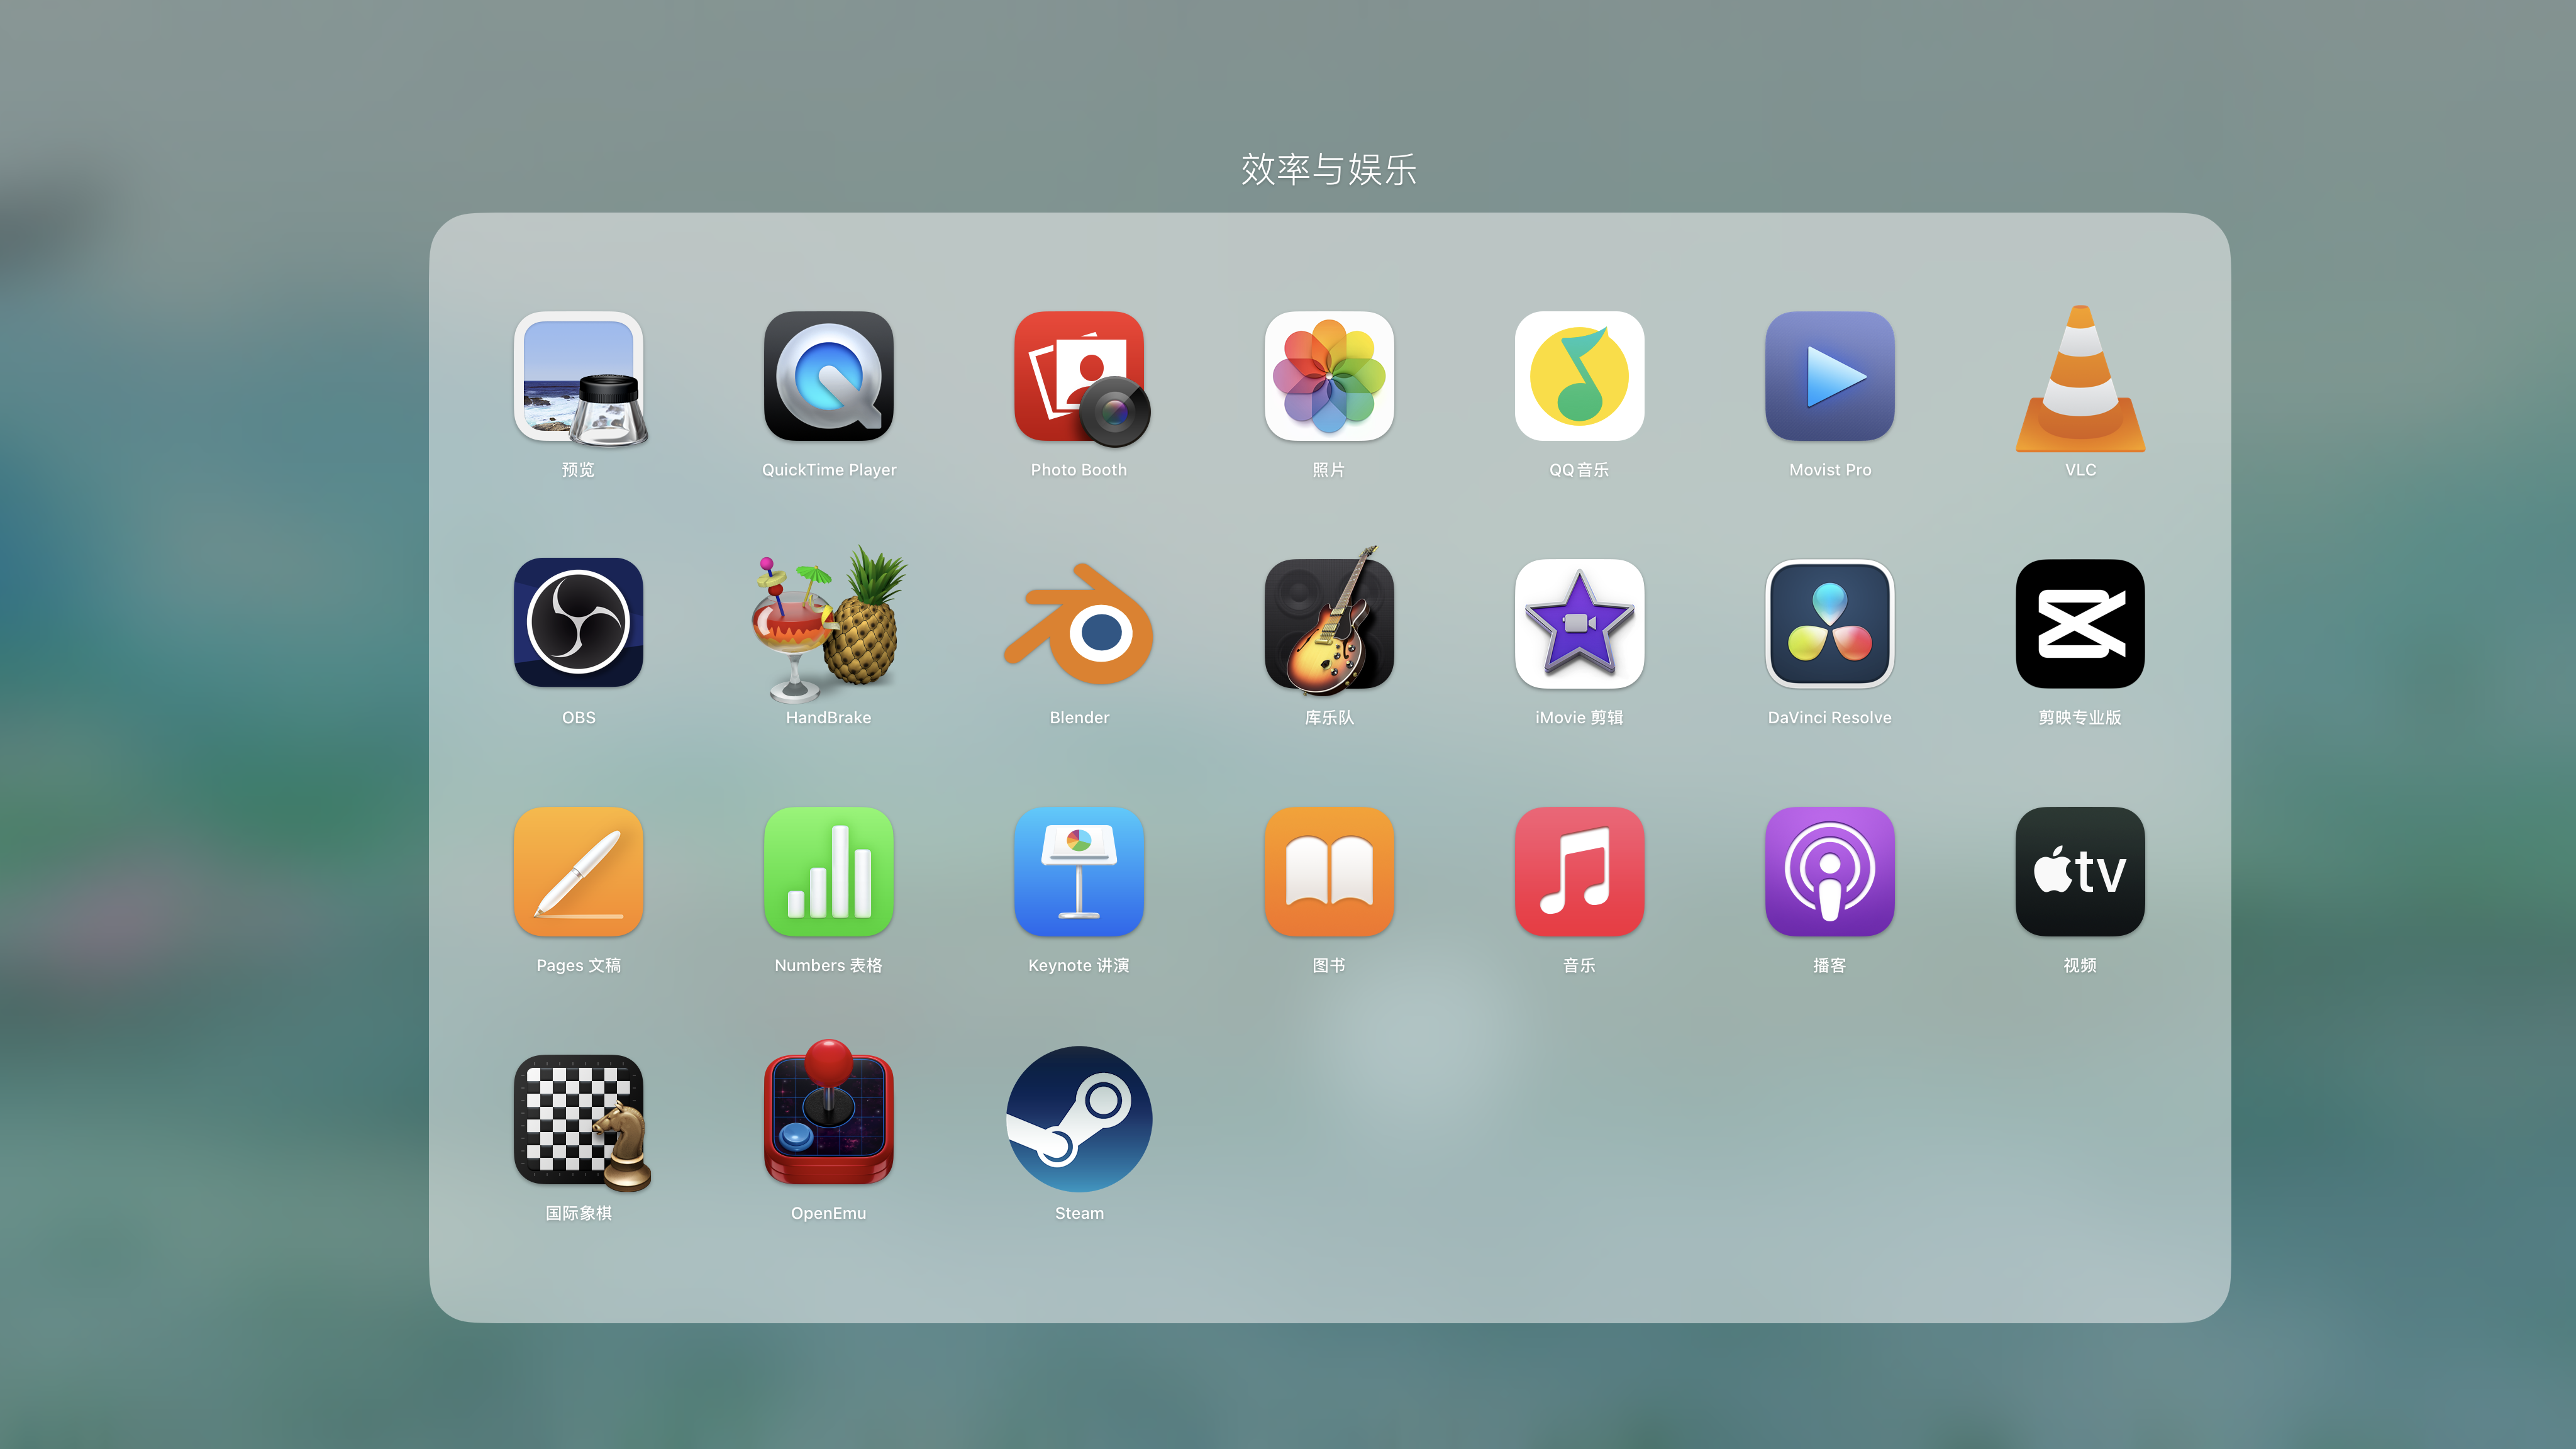 效率与娱乐
预览
QuickTime Player
Photo Booth
照片
QQ音乐
Movist Pro
VLC
OBS
HandBrake
Blender
库乐队
iMovie 剪辑
DaVinci Resolve
剪映专业版
Pages 文稿
Numbers 表格
Keynote 讲演
图书
音乐
播客
tv
视频
国际象棋
OpenEmu
Steam